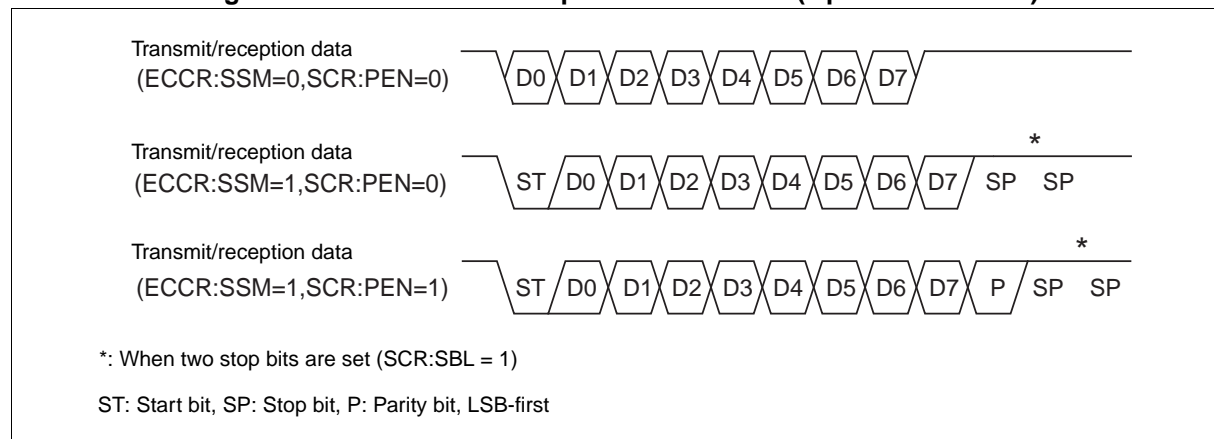 Transmit/reception data
(ECCR:SSM=0,SCR:PEN=0)
D0 D1 D2 D3 D4 D5 D6 D7
*
Transmit/reception data
(ECCR:SSM=1,SCR:PEN=0)
ST D0 D1 D2 D3 D4 D5 D6 D7 SP SP
*
Transmit/reception data
(ECCR:SSM=1,SCR:PEN=1)
ST D0 D1 D2 D3 D4 D5 D6 D7 P SP SP
*: When two stop bits are set (SCR:SBL = 1)
ST: Start bit, SP: Stop bit, P: Parity bit, LSB-first